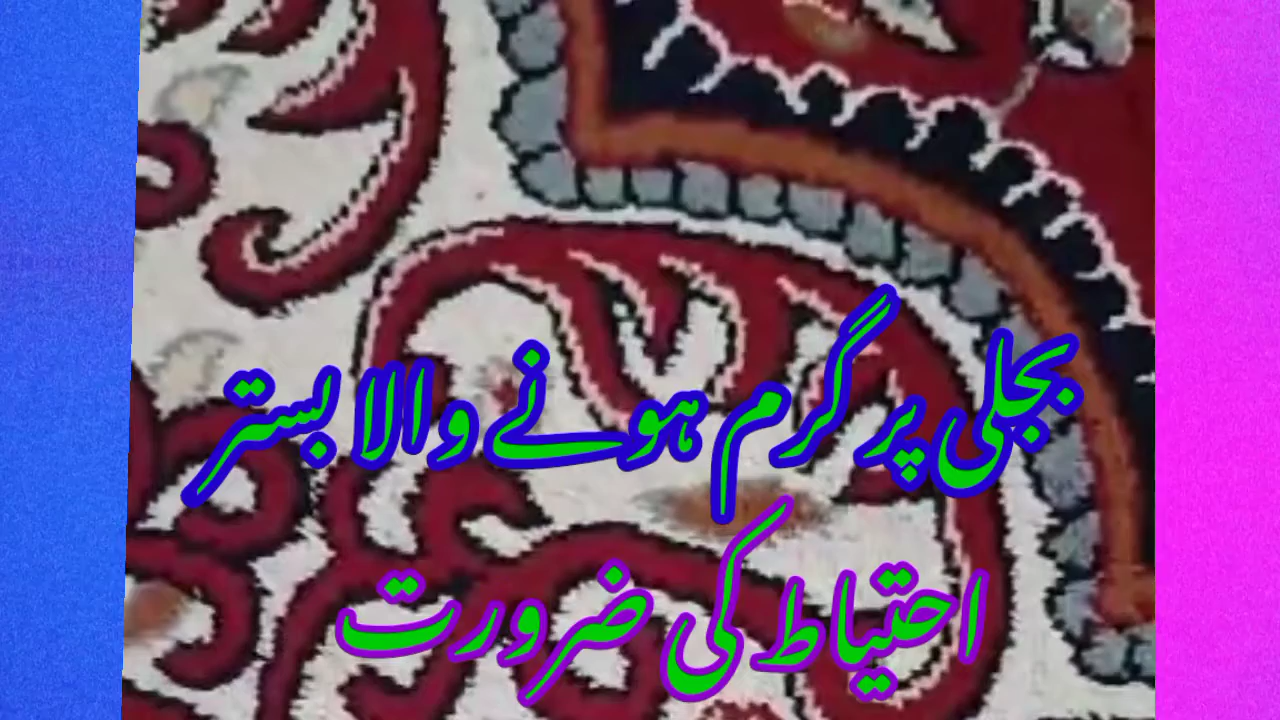 بجلی پر گرم ہونے والا بستر
احتیاط کی ضرورت